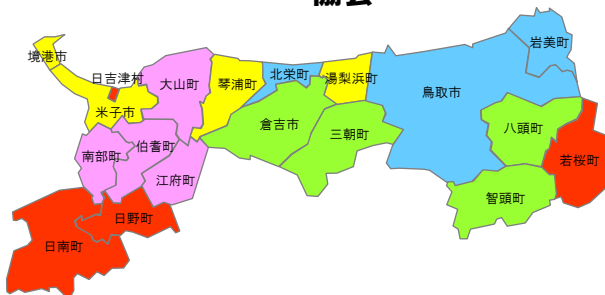 協会
岩美町
境港市
日吉津村
大山町
琴浦町
北栄町
湯梨浜町
鳥取市
米子市
倉吉市
三朝町
八頭町
南部町
伯耆町
江府町
若桜町
智頭町
日野町
日南町